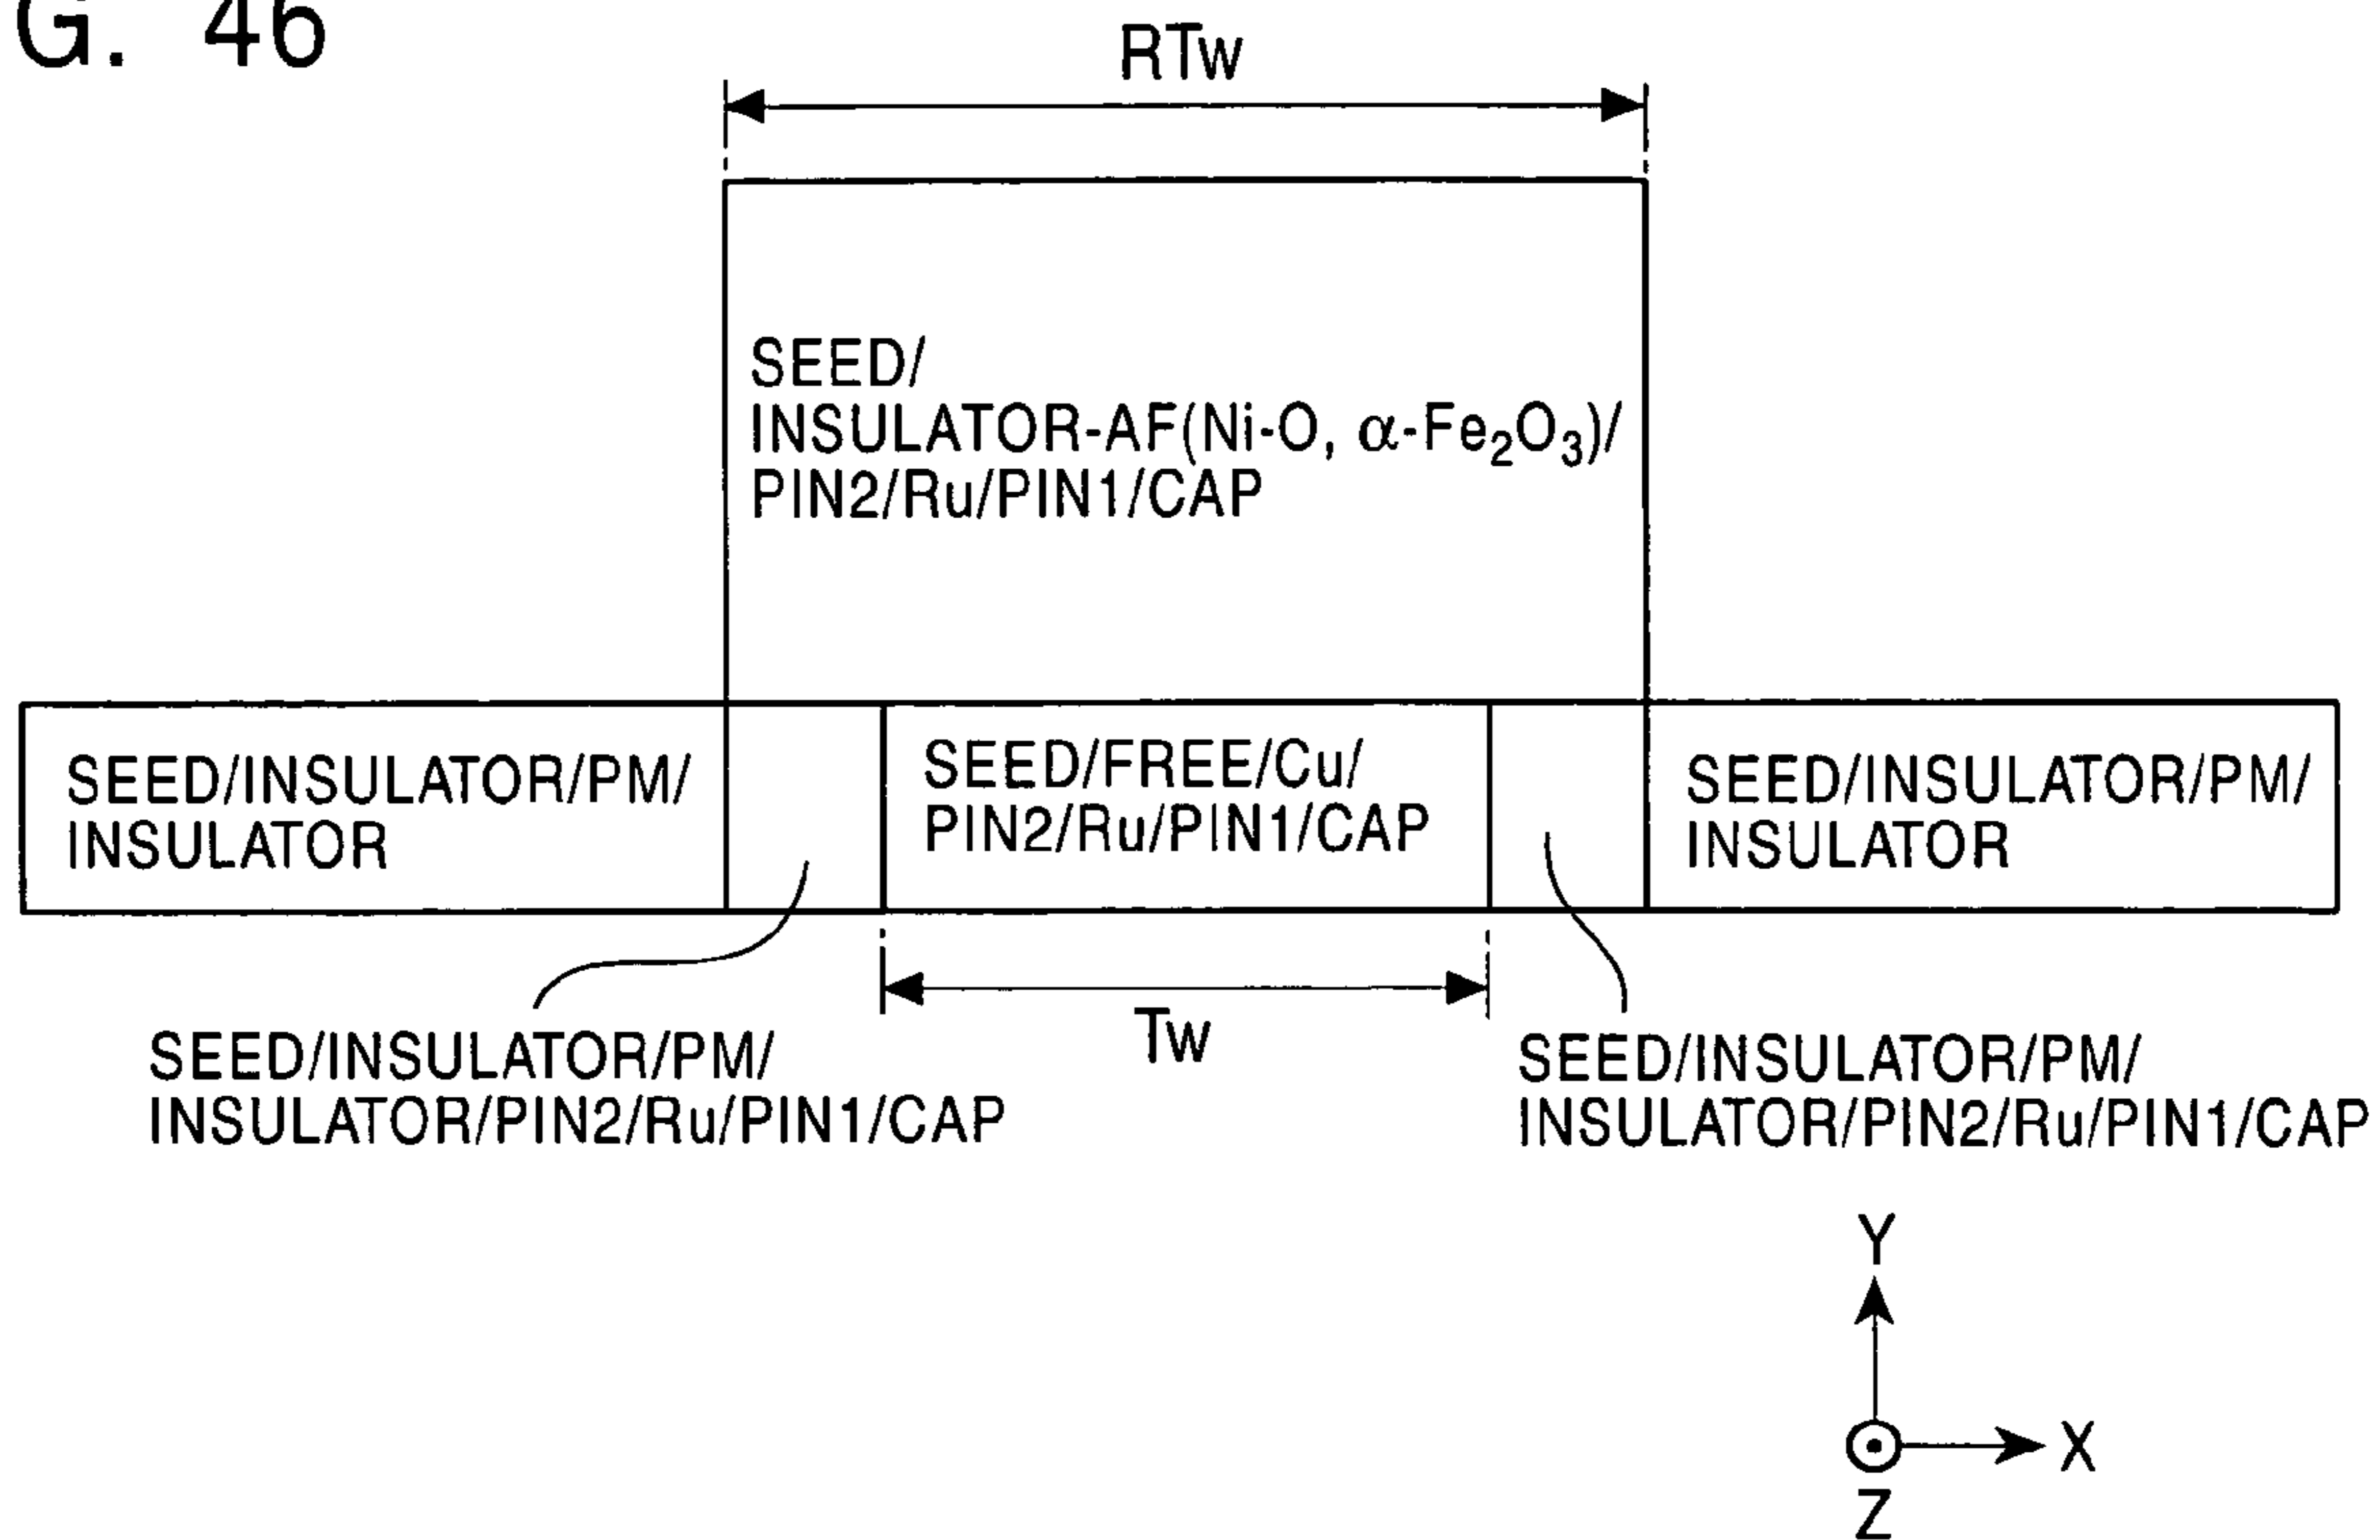 G. 46
RTw
SEED/
INSULATOR-AF(Ni-O, α-Fe₂O₃)/
PIN2/Ru/PIN1/CAP
SEED/INSULATOR/PM/
INSULATOR
SEED/FREE/Cu/
PIN2/Ru/PIN1/CAP
SEED/INSULATOR/PM/
INSULATOR
Tw
SEED/INSULATOR/PM/
INSULATOR/PIN2/Ru/PIN1/CAP
SEED/INSULATOR/PM/
INSULATOR/PIN2/Ru/PIN1/CAP
Y
X
Z